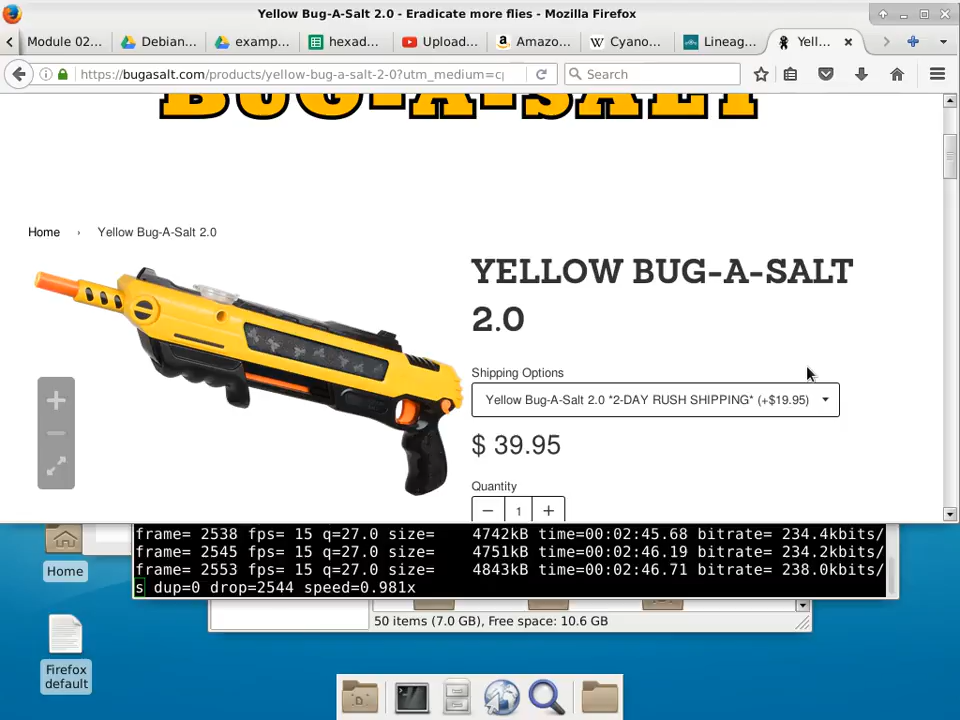 Yellow Bug-A-Salt 2.0 - Eradicate more flies - Mozilla Firefox
Module 02... Debian... examp... hexad... Upload... Amazo... Cyano... Lineag... Yell...
https://bugasalt.com/products/yellow-bug-a-salt-2-0?utm_medium=cp Search
BUG-A-SALT
Home › Yellow Bug-A-Salt 2.0
YELLOW BUG-A-SALT
2.0
Shipping Options
Yellow Bug-A-Salt 2.0 *2-DAY RUSH SHIPPING* (+$19.95)
$ 39.95
Quantity
1
frame= 2538 fps= 15 q=27.0 size= 4742kB time=00:02:45.68 bitrate= 234.4kbits/
frame= 2545 fps= 15 q=27.0 size= 4751kB time=00:02:46.19 bitrate= 234.2kbits/
frame= 2553 fps= 15 q=27.0 size= 4843kB time=00:02:46.71 bitrate= 238.0kbits/
s dup=0 drop=2544 speed=0.981x
Home
50 items (7.0 GB), Free space: 10.6 GB
Firefox
default